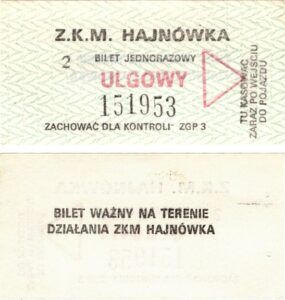 Z.K.M. HAJNÓWKA
2 BILET JEDNORAZOWY
ULGOWY
151953
ZACHOWAĆ DLA KONTROLI ZGP 3
TU KASOWAĆ
ZARAZ PO WEJŚCIU
DO POJAZDU
BILET WAŻNY NA TERENIE
DZIAŁANIA ZKM HAJNÓWKA